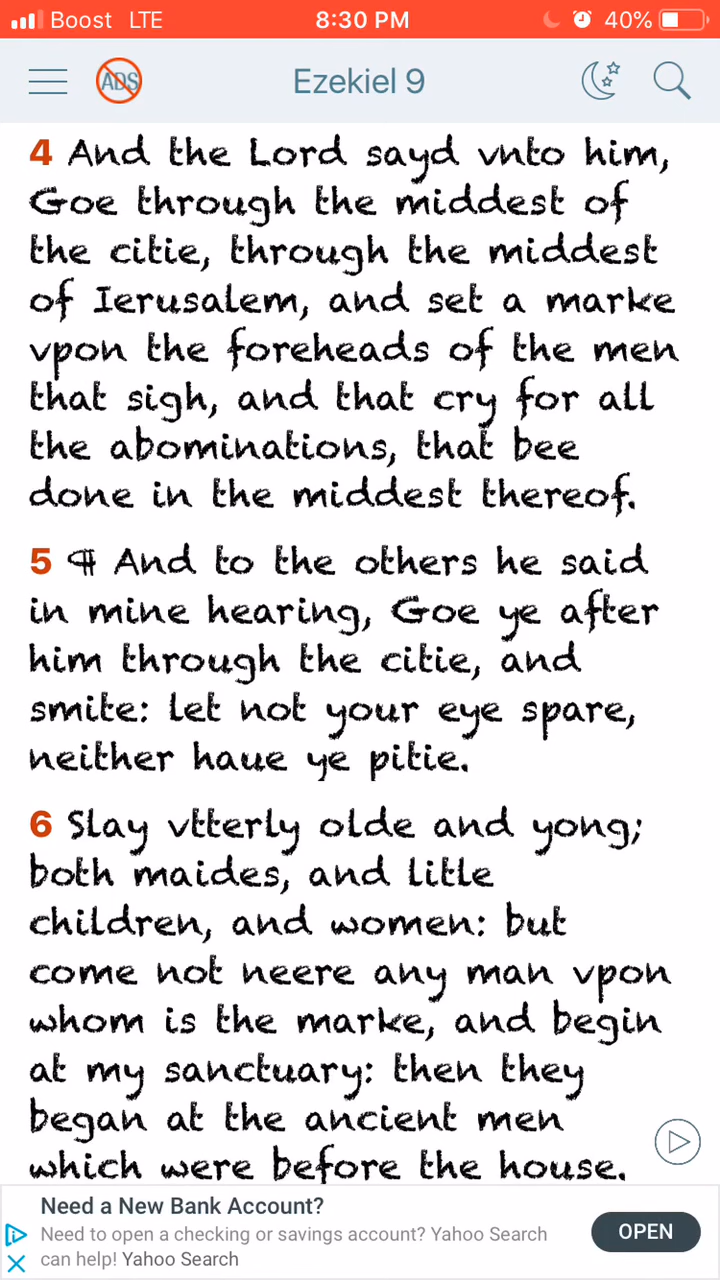 Boost LTE 8:30 PM 40%
ADS Ezekiel 9
4 And the Lord sayd vnto him,
Goe through the middest of
the citie, through the middest
of Ierusalem, and set a marke
vpon the foreheads of the men
that sigh, and that cry for all
the abominations, that bee
done in the middest thereof.
5 ¶ And to the others he said
in mine hearing, Goe ye after
him through the citie, and
smite: let not your eye spare,
neither haue ye pitie.
6 Slay vtterly olde and yong;
both maides, and litle
children, and women: but
come not neere any man vpon
whom is the marke, and begin
at my sanctuary: then they
began at the ancient men
which were before the house.
Need a New Bank Account?
Need to open a checking or savings account? Yahoo Search
can help! Yahoo Search
OPEN